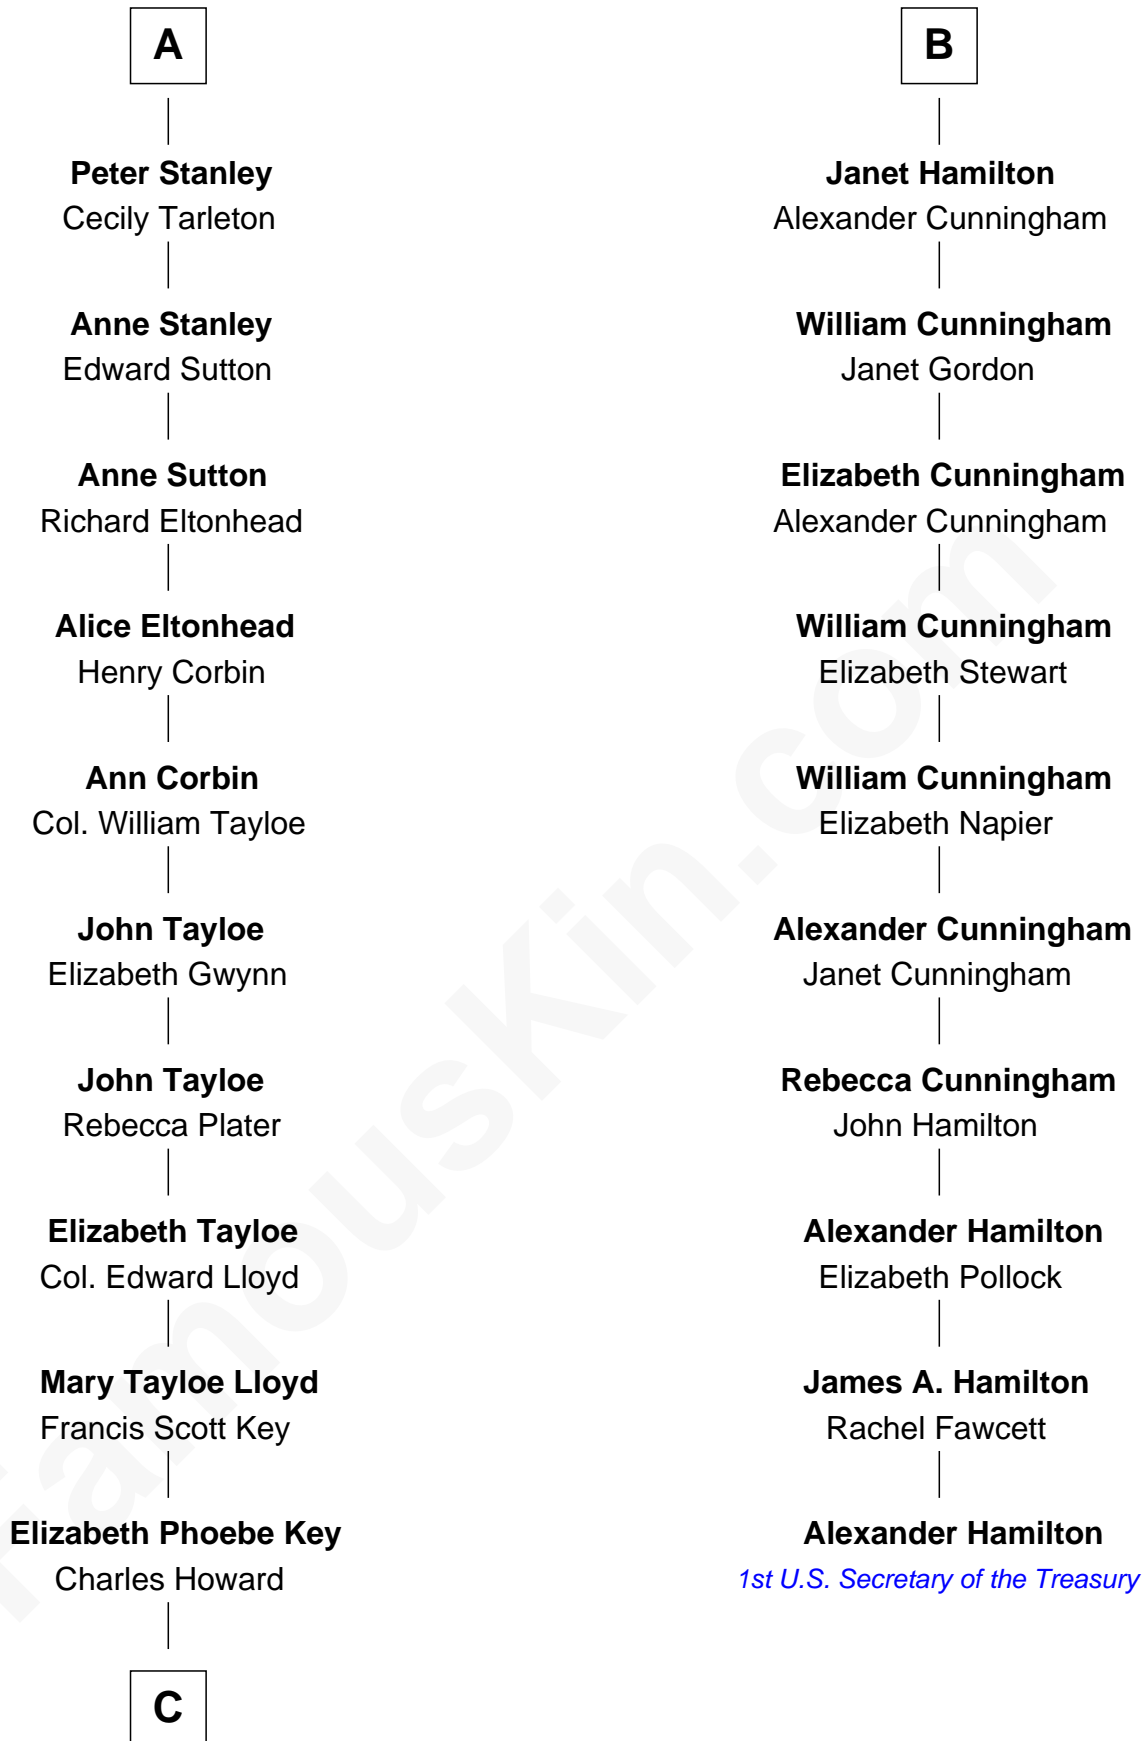 A
Peter Stanley
Cecily Tarleton
Anne Stanley
Edward Sutton
Anne Sutton
Richard Eltonhead
Alice Eltonhead
Henry Corbin
Ann Corbin
Col. William Tayloe
John Tayloe
Elizabeth Gwynn
John Tayloe
Rebecca Plater
Elizabeth Tayloe
Col. Edward Lloyd
Mary Tayloe Lloyd
Francis Scott Key
Elizabeth Phoebe Key
Charles Howard
C
B
Janet Hamilton
Alexander Cunningham
William Cunningham
Janet Gordon
Elizabeth Cunningham
Alexander Cunningham
William Cunningham
Elizabeth Stewart
William Cunningham
Elizabeth Napier
Alexander Cunningham
Janet Cunningham
Rebecca Cunningham
John Hamilton
Alexander Hamilton
Elizabeth Pollock
James A. Hamilton
Rachel Fawcett
Alexander Hamilton
1st U.S. Secretary of the Treasury
FamousKin.com